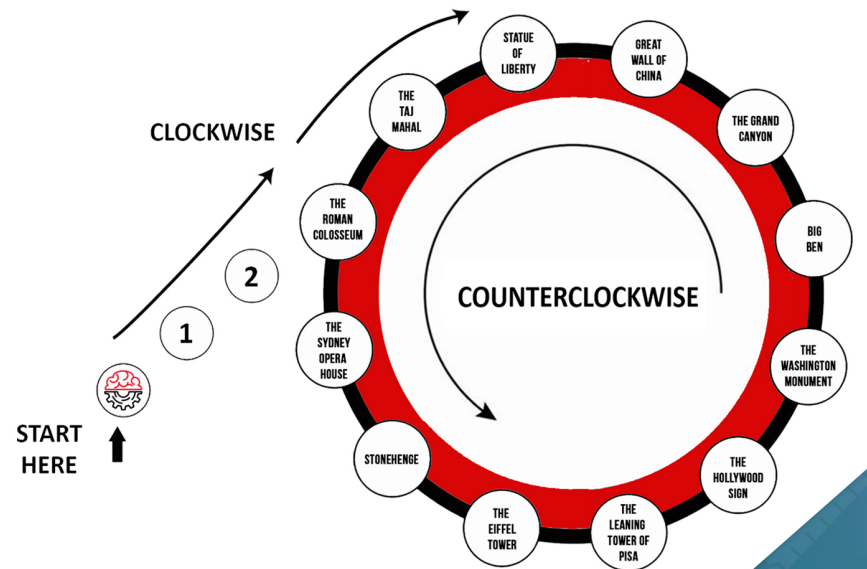 STATUE
OF
LIBERTY
GREAT
WALL OF
CHINA
THE GRAND
CANYON
BIG
BEN
THE
WASHINGTON
MONUMENT
THE
HOLLYWOOD
SIGN
THE
LEANING
TOWER OF
PISA
THE
EIFFEL
TOWER
STONEHENGE
THE
SYDNEY
OPERA
HOUSE
THE
ROMAN
COLOSSEUM
THE
TAJ
MAHAL
CLOCKWISE
COUNTERCLOCKWISE
2
1
START
HERE